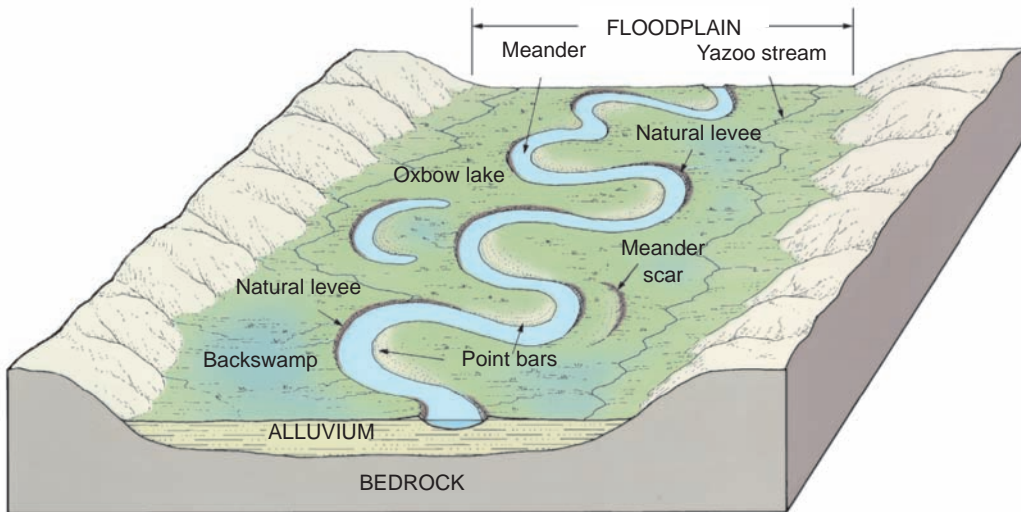 FLOODPLAIN
Meander
Yazoo stream
Natural levee
Oxbow lake
Meander
scar
Natural levee
Backswamp
Point bars
ALLUVIUM
BEDROCK